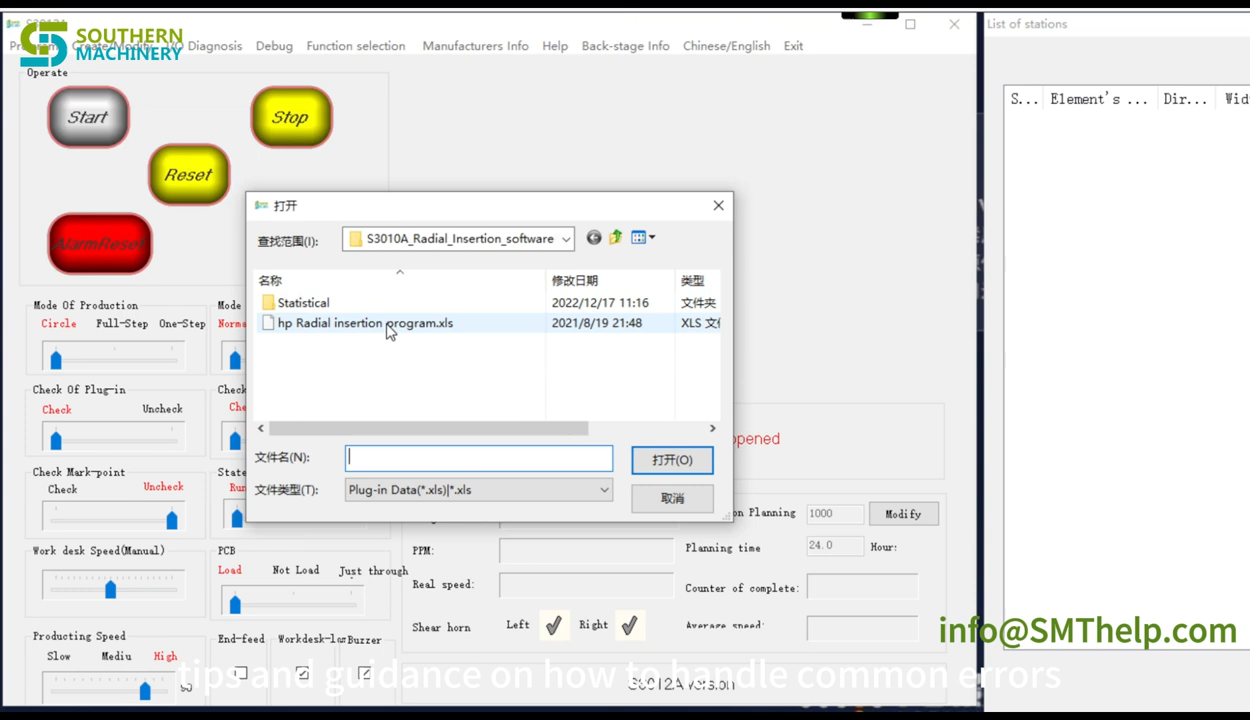 SOUTHERN
MACHINERY
List of stations
Diagnosis Debug Function selection Manufacturers Info Help Back-stage Info Chinese/English Exit
Operate
Start
Stop
Reset
AlarmReset
S... Element's ... Dir... Wid
打开
查找范围(I):
S3010A_Radial_Insertion_software
名称 修改日期 类型
Statistical 2022/12/17 11:16 文件夹
hp Radial insertion program.xls 2021/8/19 21:48 XLS 文件
文件名(N):
打开(O)
文件类型(T):
Plug-in Data(*.xls)|*.xls
取消
Mode Of Production
Circle Full-Step One-Step
Mode
Norma
Check Of Plug-in
Check Uncheck
Check
Che
Check Mark-point
Check Uncheck
State
Run
Work desk Speed(Manual)
PCB
Load Not Load Just through
Producting Speed
Slow Mediu High
End-feed
Buzzer
opened
on Planning 1000 Modify
PPM:
Planning time 24.0 Hour:
Real speed:
Counter of complete:
Shear horn Left Right
Average speed:
info@SMThelp.com
tips and guidance on how to handle common errors